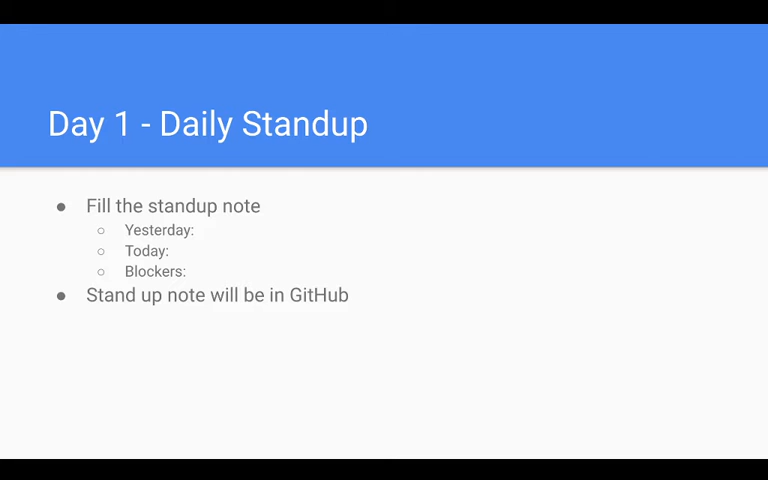 Day 1 - Daily Standup
● Fill the standup note
○ Yesterday:
○ Today:
○ Blockers:
● Stand up note will be in GitHub